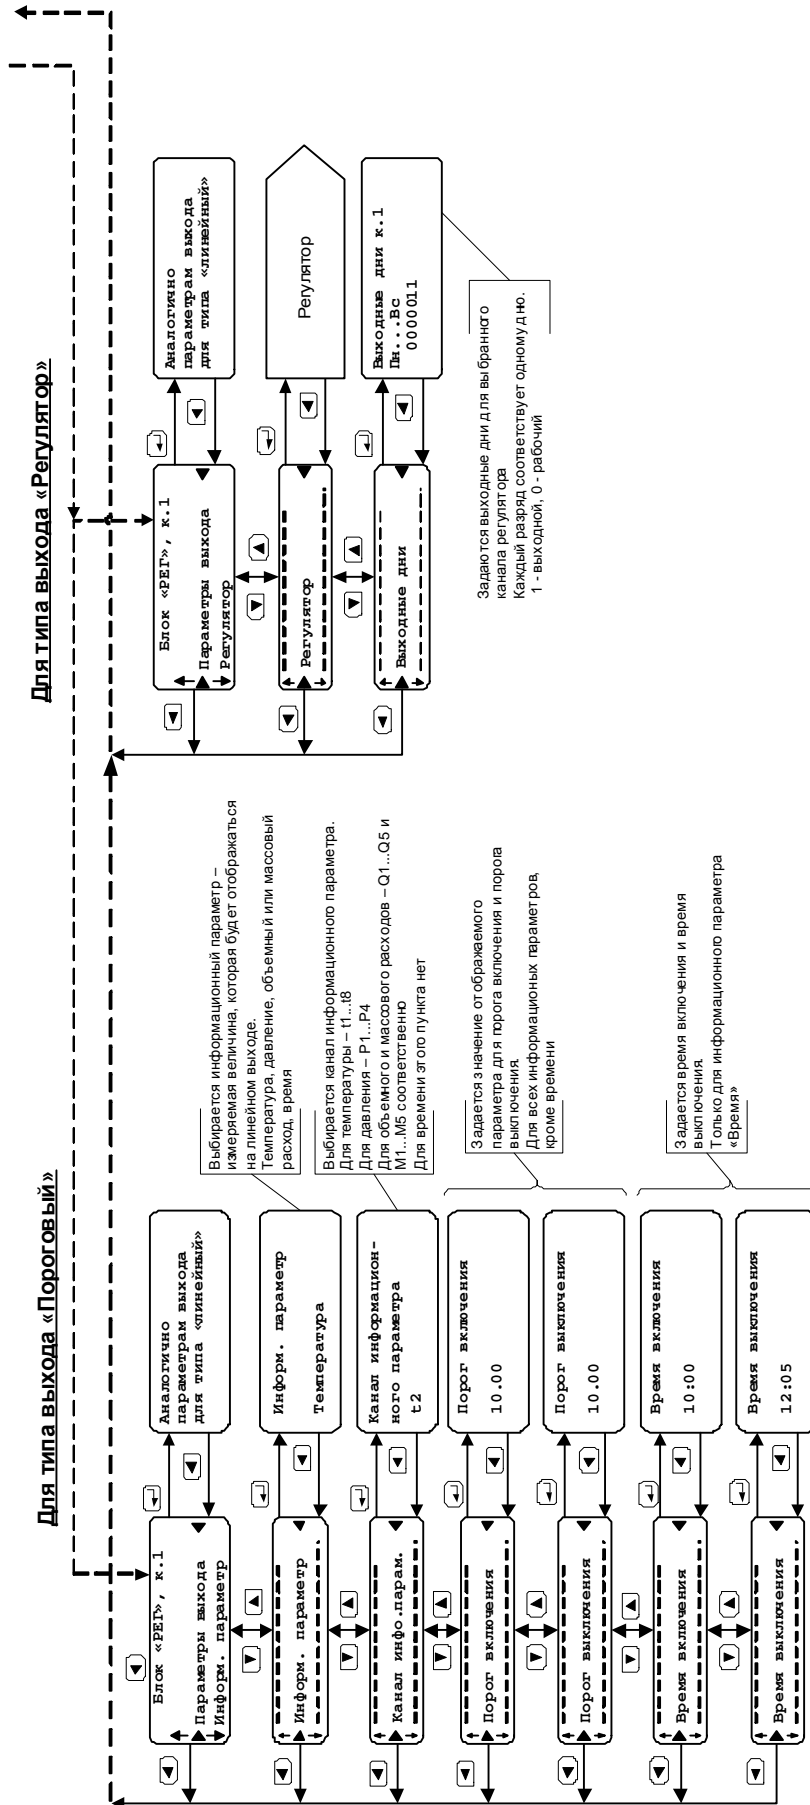 Для типа выхода «Пороговый»
Блок «РЕГ», к.1
Параметры выхода
Информ. параметр
Аналогично
параметрам выхода
для типа «линейный»
Информ. параметр
Информ. параметр
Температура
Выбирается информационный параметр –
измеряемая величина, которая будет отображаться
на линейном выходе.
Температура, давление, объемный или массовый
расход, время
Канал инфо.парам.
Канал информацион-
ного параметра
t2
Выбирается канал информационного параметра.
Для температуры – t1...t8
Для давления – P1...P4
Для объемного и массового расходов – Q1...Q5 и
M1...M5 соответственно
Для времени этого пункта нет
Порог включения
Порог включения
10.00
Порог выключения
Порог выключения
10.00
Задается значение отображаемого
параметра для порога включения и порога
выключения.
Для всех информационых параметров,
кроме времени
Время включения
Время включения
10:00
Время выключения
Время выключения
12:05
Задается время включения и время
выключения.
Только для информационного параметра
«Время»
Для типа выхода «Регулятор»
Блок «РЕГ», к.1
Параметры выхода
Регулятор
Аналогично
параметрам выхода
для типа «линейный»
Регулятор
Регулятор
Выходные дни
Выходные дни к.1
Пн...Вс
0000011
Задаются выходные дни для выбранного
канала регулятора
Каждый разряд соответствует одному дню.
1 - выходной, 0 - рабочий